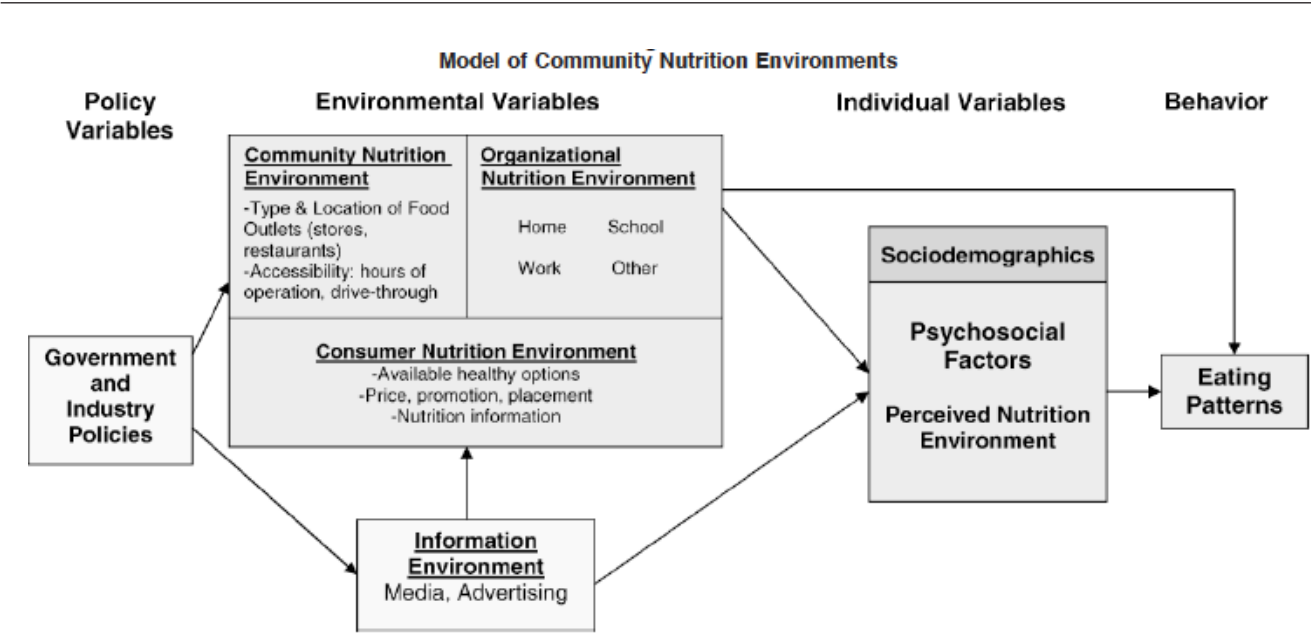 Model of Community Nutrition Environments
Policy
Variables
Environmental Variables
Individual Variables
Behavior
Community Nutrition
Environment
-Type & Location of Food
Outlets (stores,
restaurants)
-Accessibility: hours of
operation, drive-through
Organizational
Nutrition Environment
Home School
Work Other
Consumer Nutrition Environment
-Available healthy options
-Price, promotion, placement
-Nutrition information
Government
and
Industry
Policies
Information
Environment
Media, Advertising
Sociodemographics
Psychosocial
Factors
Perceived Nutrition
Environment
Eating
Patterns